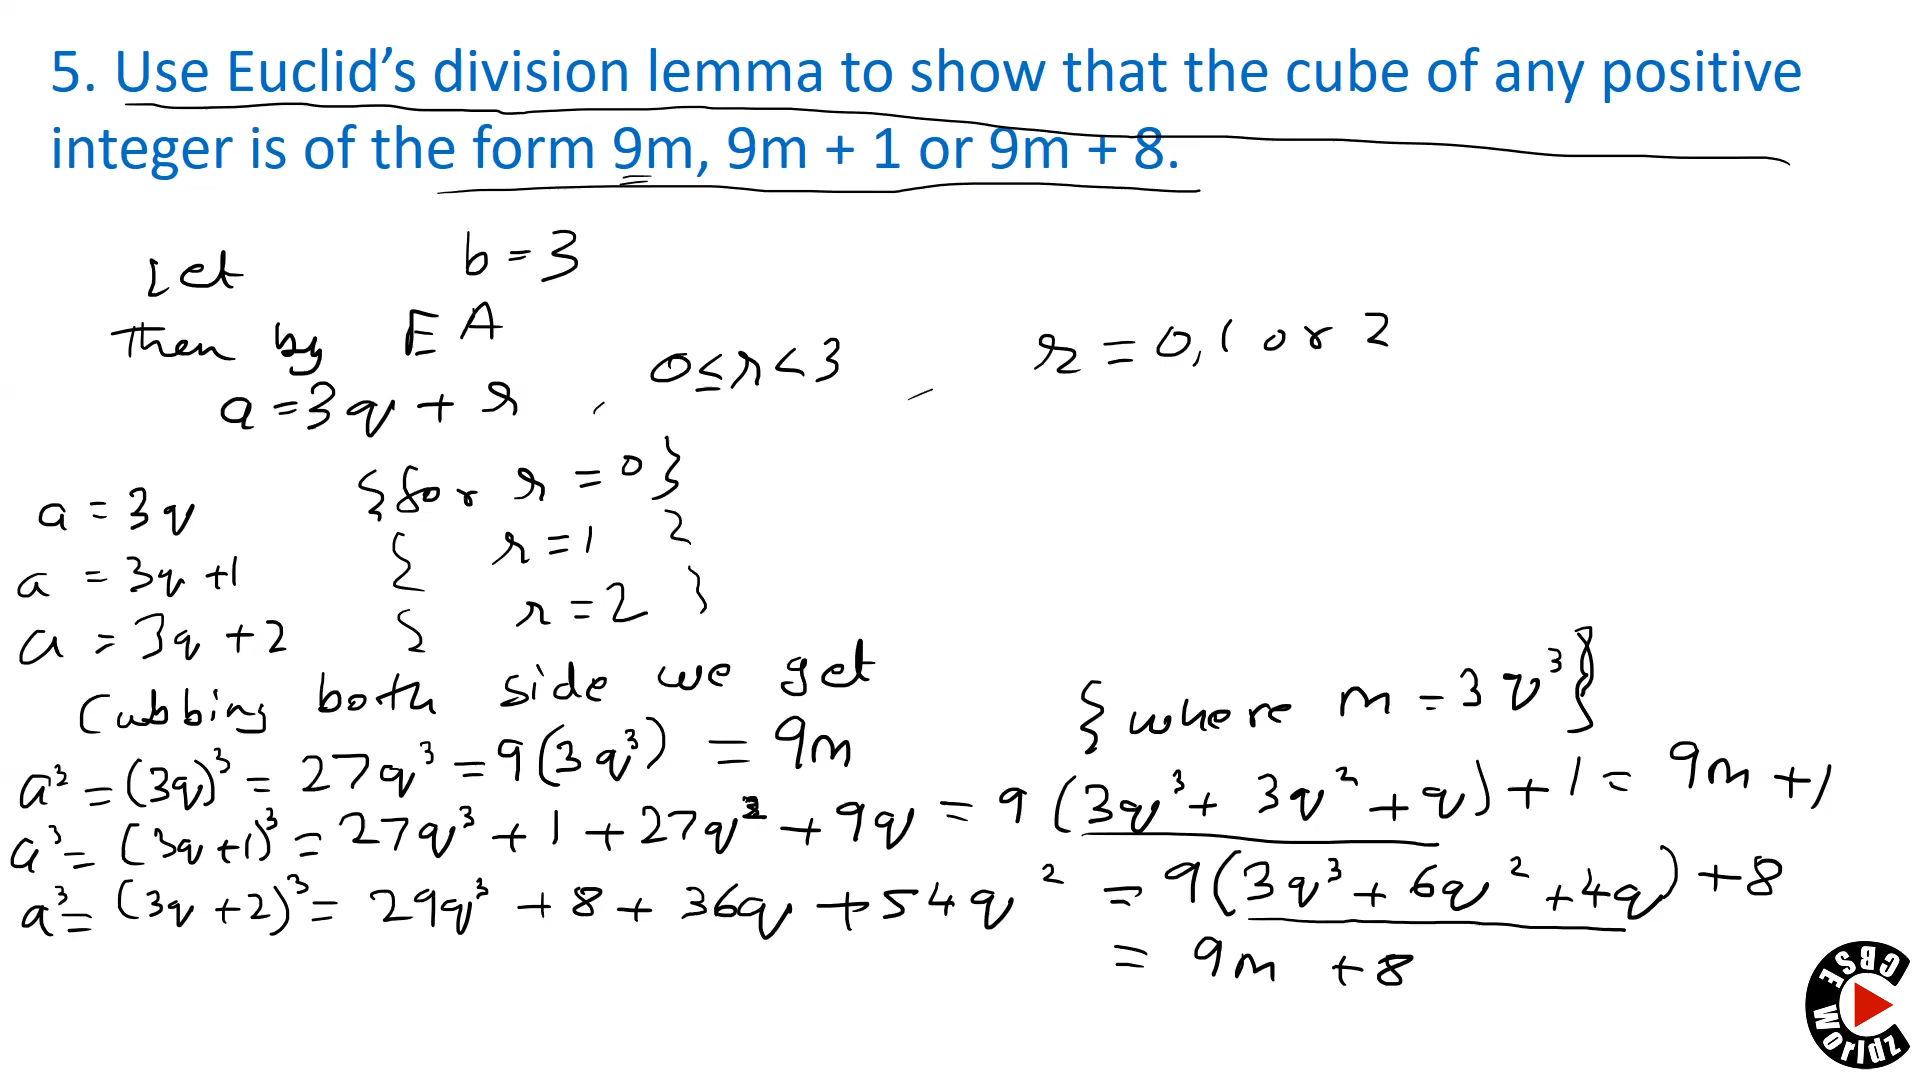 5. Use Euclid’s division lemma to show that the cube of any positive
integer is of the form 9m, 9m + 1 or 9m + 8.
Let b = 3
Then by E A
a = 3q + r , 0 ≤ r < 3 , r = 0, 1 or 2
a = 3q {for r = 0}
a = 3q + 1 { r = 1 }
a = 3q + 2 { r = 2 }
Cubbing both side we get
a³ = (3q)³ = 27q³ = 9(3q³) = 9m {where m = 3q³}
a³ = (3q+1)³ = 27q³ + 1 + 27q² + 9q = 9(3q³ + 3q² + q) + 1 = 9m + 1
a³ = (3q + 2)³ = 29q³ + 8 + 36q + 54q² = 9(3q³ + 6q² + 4q) + 8
= 9m + 8
CBSE
Worldz